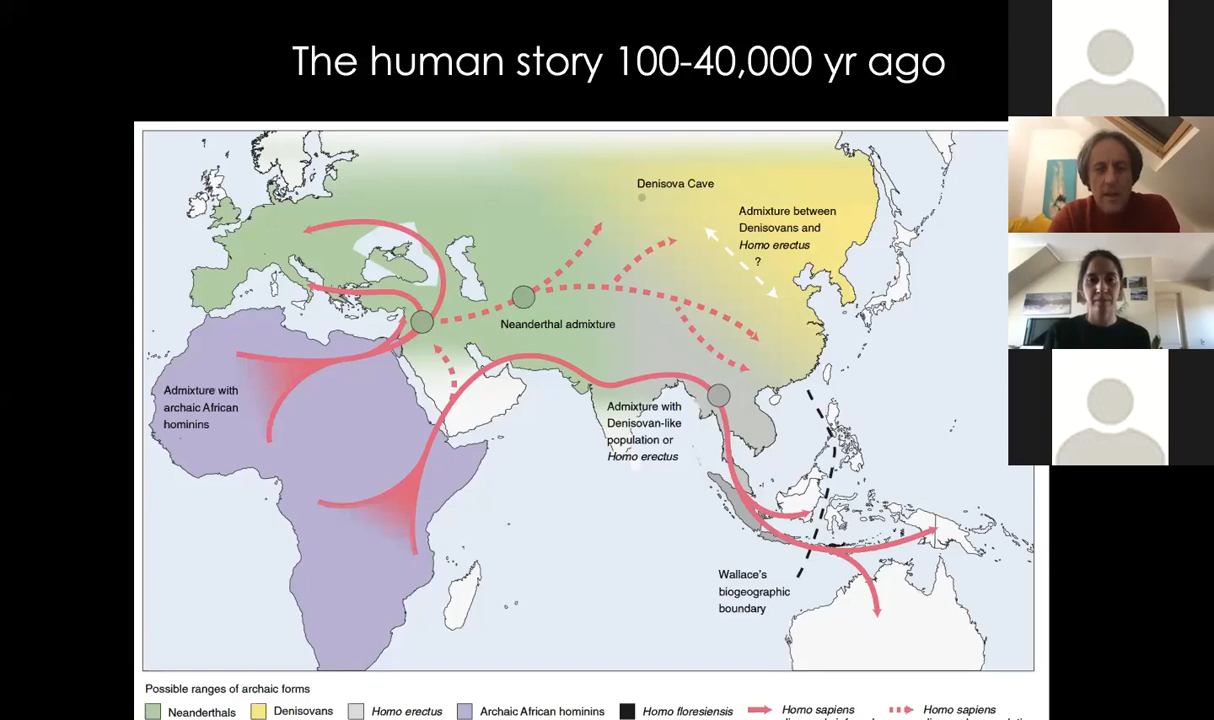 The human story 100-40,000 yr ago
Denisova Cave
Admixture between
Denisovans and
Homo erectus
?
Neanderthal admixture
Admixture with
archaic African
hominins
Admixture with
Denisovan-like
population or
Homo erectus
Wallace's
biogeographic
boundary
Possible ranges of archaic forms
Neanderthals
Denisovans
Homo erectus
Archaic African hominins
Homo floresiensis
Homo sapiens
Homo sapiens